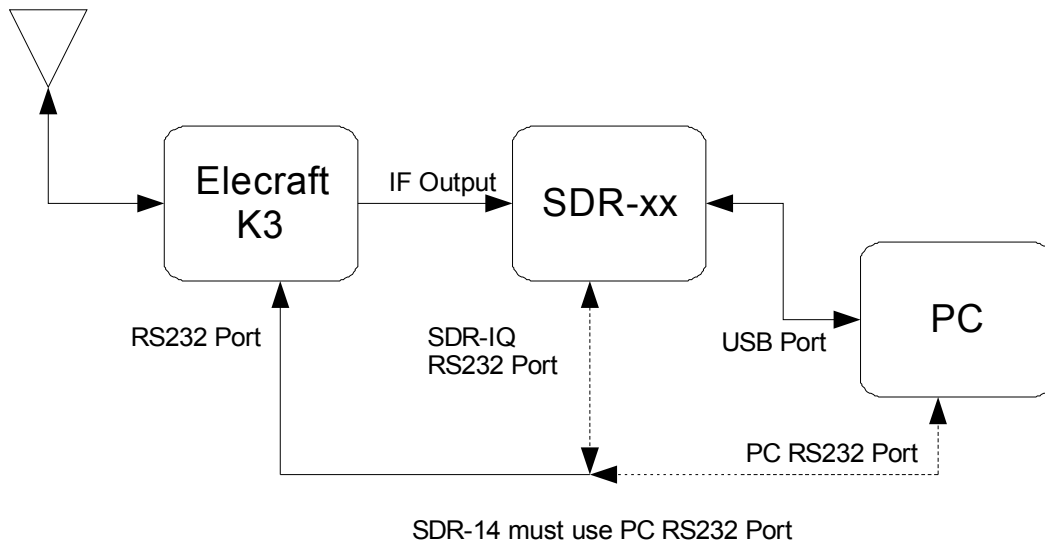 Elecraft
K3
IF Output
SDR-xx
PC
RS232 Port
SDR-IQ
RS232 Port
USB Port
PC RS232 Port
SDR-14 must use PC RS232 Port